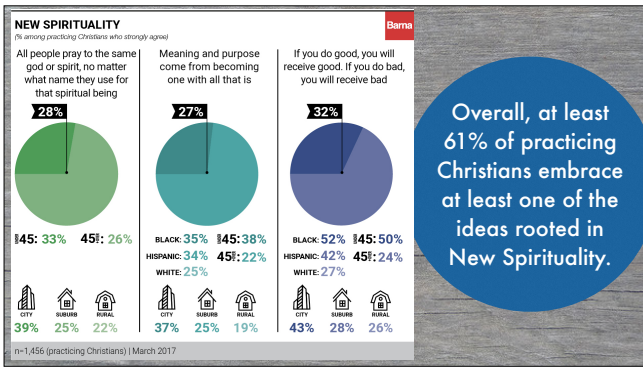 NEW SPIRITUALITY
(% among practicing Christians who strongly agree)
Barna
All people pray to the same
god or spirit, no matter
what name they use for
that spiritual being
28%
45: 33%
45: 26%
CITY
SUBURB
RURAL
39%
25%
22%
Meaning and purpose
come from becoming
one with all that is
27%
BLACK: 35%
HISPANIC: 34%
WHITE: 25%
45: 38%
45: 22%
CITY
SUBURB
RURAL
37%
25%
19%
If you do good, you will
receive good. If you do bad,
you will receive bad
32%
BLACK: 52%
HISPANIC: 42%
WHITE: 27%
45: 50%
45: 24%
CITY
SUBURB
RURAL
43%
28%
26%
n=1,456 (practicing Christians) | March 2017
Overall, at least
61% of practicing
Christians embrace
at least one of the
ideas rooted in
New Spirituality.